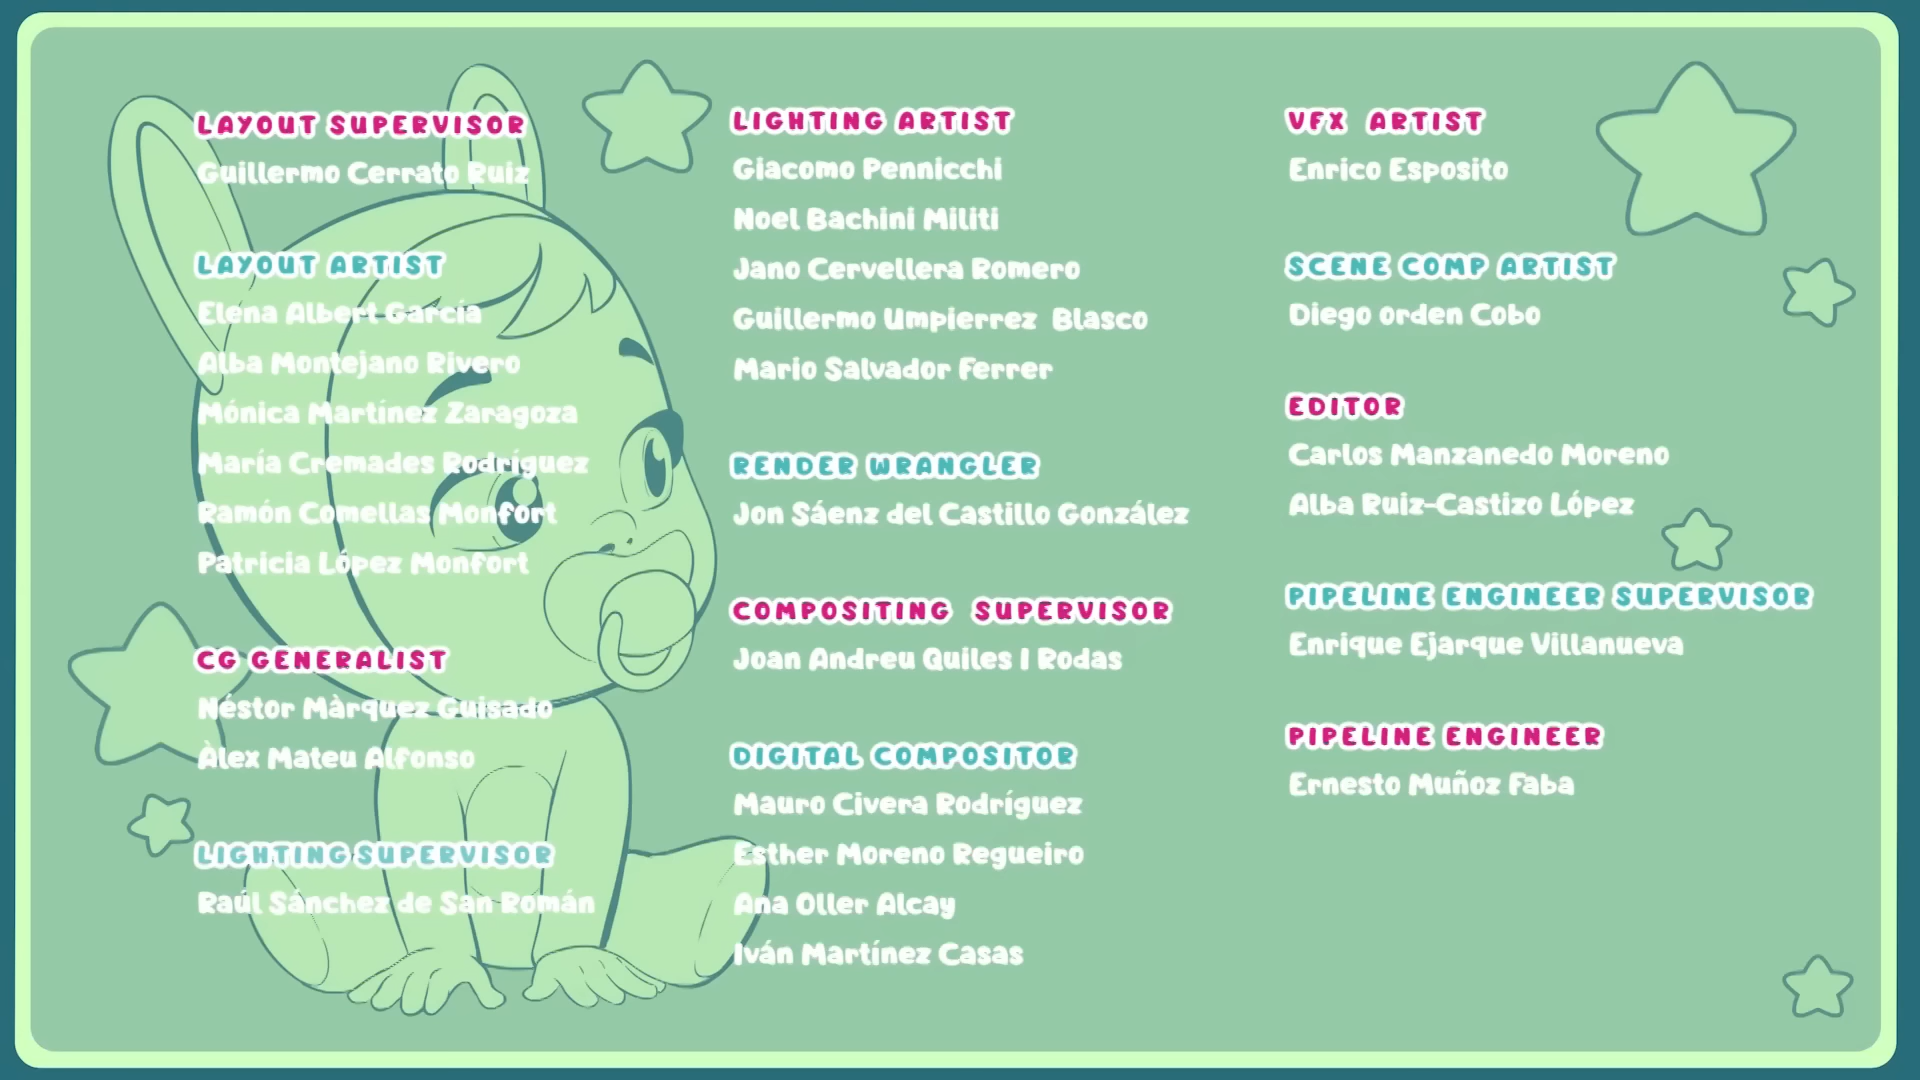 LAYOUT SUPERVISOR
Guillermo Cerrato Ruiz
LAYOUT ARTIST
Elena Albert García
Alba Montejano Rivero
Mónica Martínez Zaragoza
María Cremades Rodríguez
Ramón Comellas Monfort
Patricia López Monfort
CG GENERALIST
Néstor Màrquez Guisado
Àlex Mateu Alfonso
LIGHTING SUPERVISOR
Raúl Sánchez de San Román
LIGHTING ARTIST
Giacomo Pennicchi
Noel Bachini Militi
Jano Cervellera Romero
Guillermo Umpierrez Blasco
Mario Salvador Ferrer
RENDER WRANGLER
Jon Sáenz del Castillo González
COMPOSITING SUPERVISOR
Joan Andreu Quiles I Rodas
DIGITAL COMPOSITOR
Mauro Civera Rodríguez
Esther Moreno Regueiro
Ana Oller Alcay
Iván Martínez Casas
VFX ARTIST
Enrico Esposito
SCENE COMP ARTIST
Diego orden Cobo
EDITOR
Carlos Manzanedo Moreno
Alba Ruiz-Castizo López
PIPELINE ENGINEER SUPERVISOR
Enrique Ejarque Villanueva
PIPELINE ENGINEER
Ernesto Muñoz Faba